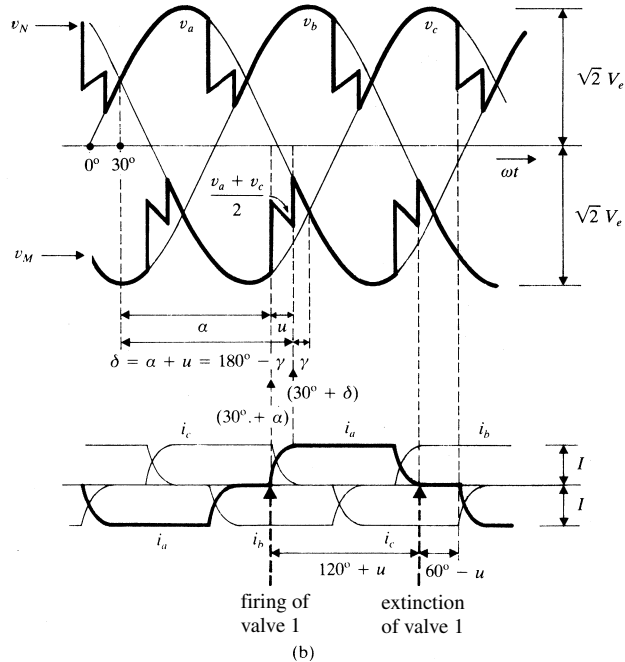 v_N
v_a
v_b
v_c
√2 V_e
0°
30°
ωt
(v_a + v_c)/2
√2 V_e
v_M
α
u
δ = α + u = 180° − γ
γ
(30° + δ)
(30° . + α)
i_c
i_a
i_b
I
I
i_a
i_b
i_c
120° + u
60° − u
firing of
valve 1
extinction
of valve 1
(b)